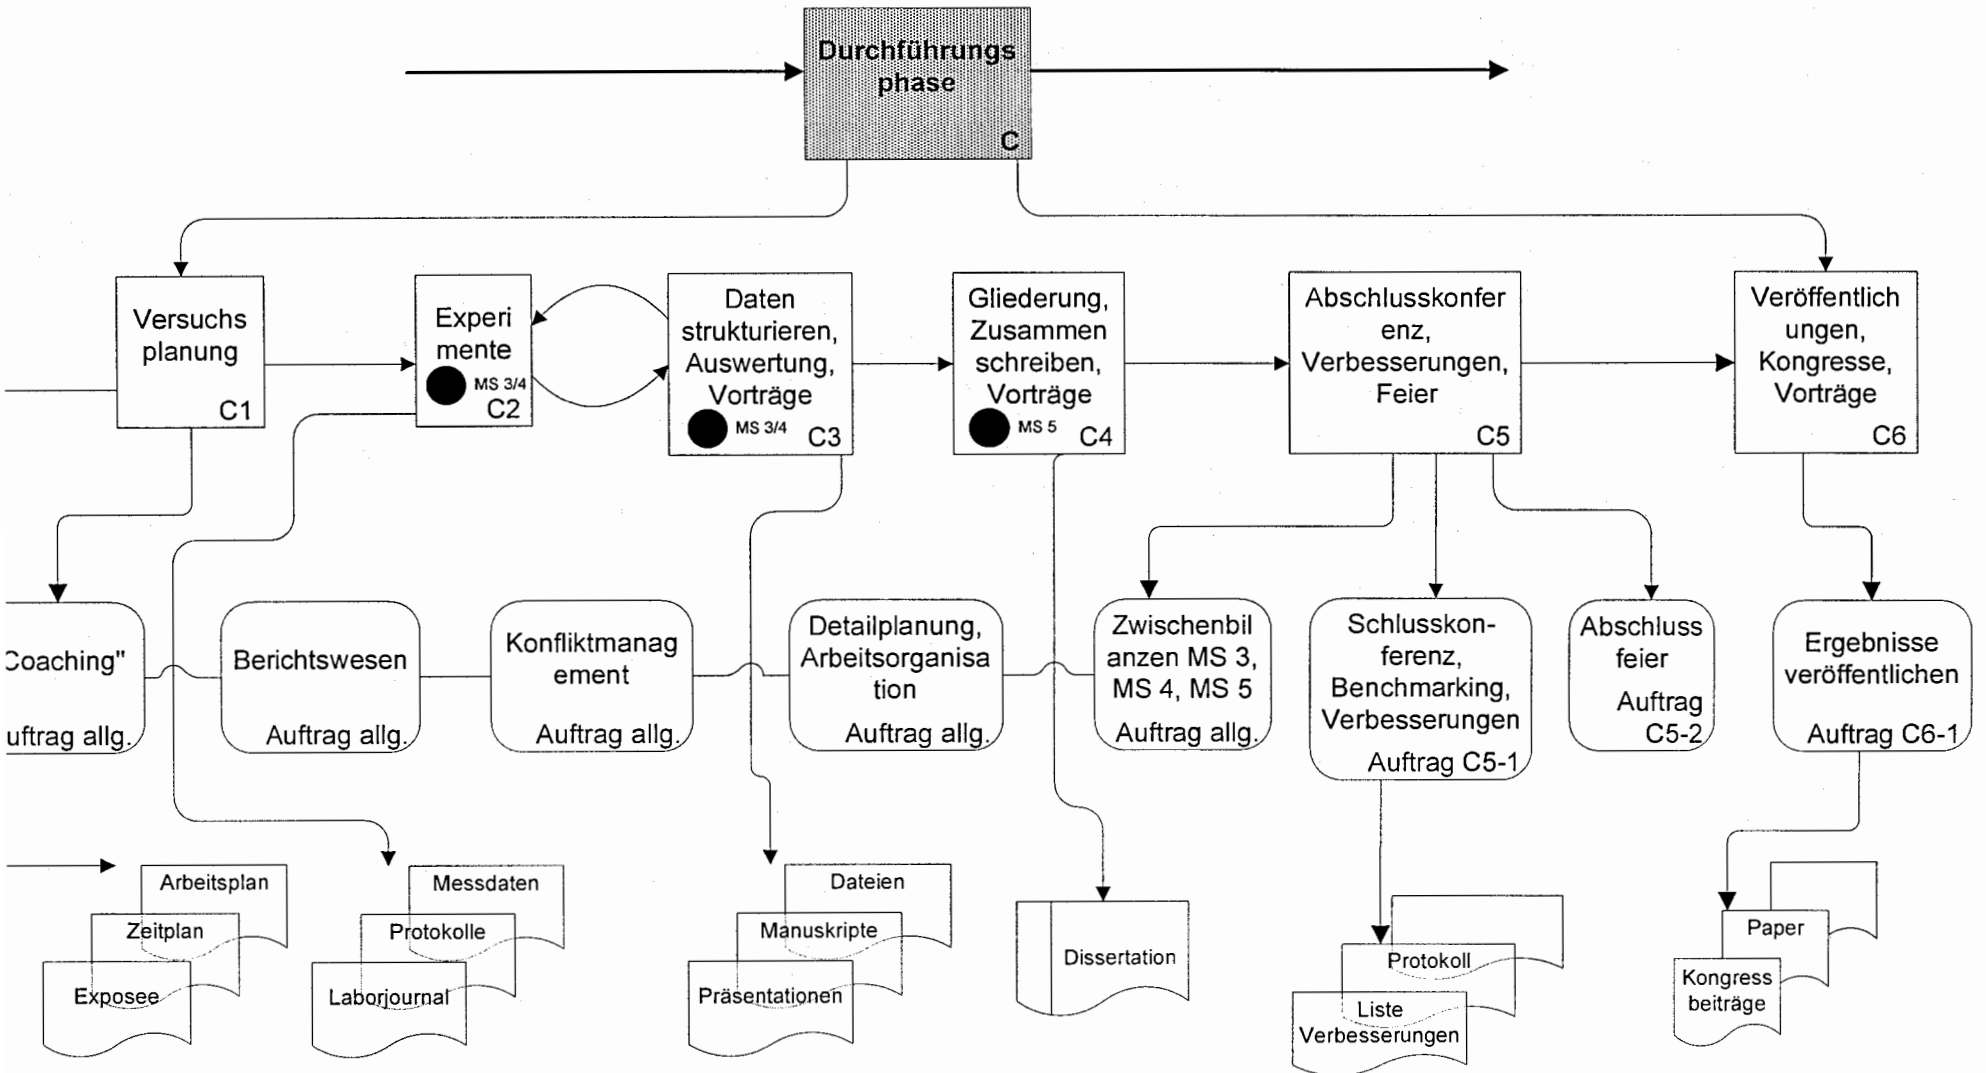 Durchführungs
phase
C
Versuchs
planung
C1
Experi
mente
MS 3/4
C2
Daten
strukturieren,
Auswertung,
Vorträge
MS 3/4
C3
Gliederung,
Zusammen
schreiben,
Vorträge
MS 5
C4
Abschlusskonfer
enz,
Verbesserungen,
Feier
C5
Veröffentlich
ungen,
Kongresse,
Vorträge
C6
Coaching"
uftrag allg.
Berichtswesen
Auftrag allg.
Konfliktmanag
ement
Auftrag allg.
Detailplanung,
Arbeitsorganisa
tion
Auftrag allg.
Zwischenbil
anzen MS 3,
MS 4, MS 5
Auftrag allg.
Schlusskon-
ferenz,
Benchmarking,
Verbesserungen
Auftrag C5-1
Abschluss
feier
Auftrag
C5-2
Ergebnisse
veröffentlichen
Auftrag C6-1
Arbeitsplan
Zeitplan
Exposee
Messdaten
Protokolle
Laborjournal
Dateien
Manuskripte
Präsentationen
Dissertation
Protokoll
Liste
Verbesserungen
Paper
Kongress
beiträge